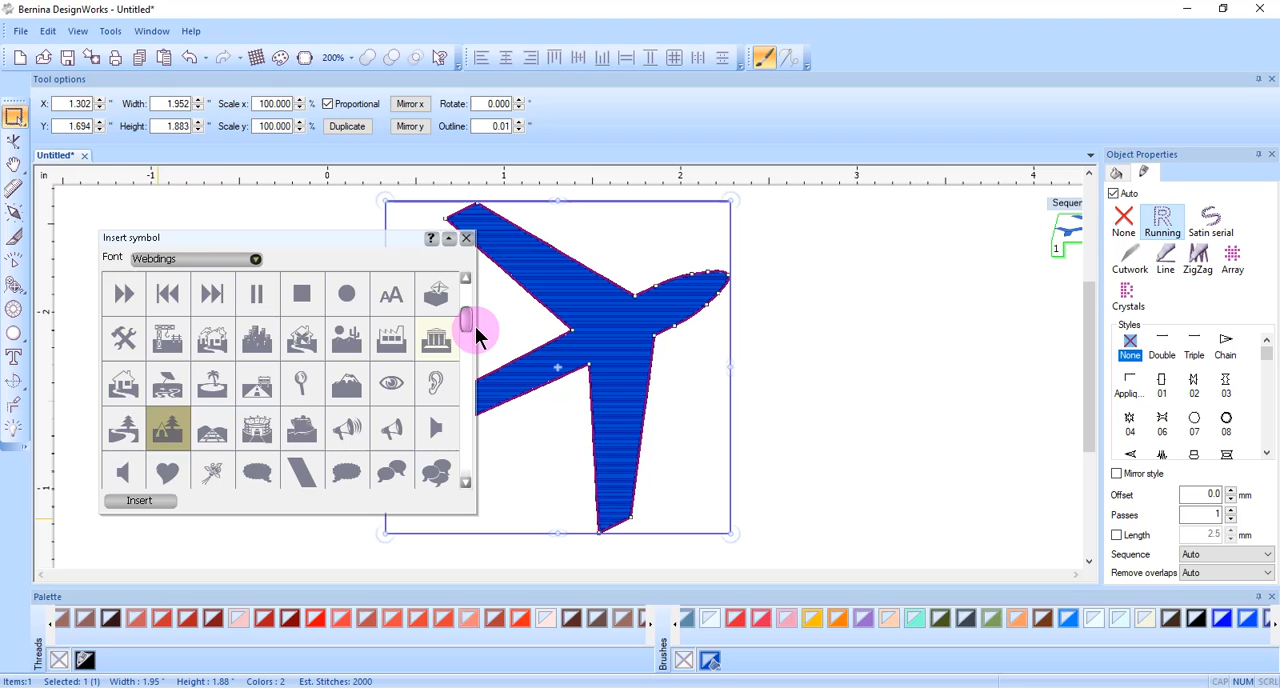 Bernina DesignWorks - Untitled*
File Edit View Tools Window Help
200%
Tool options
X: 1.302 " Width: 1.952 " Scale x: 100.000 % Proportional Mirror x Rotate: 0.000 °
Y: 1.694 " Height: 1.883 " Scale y: 100.000 % Duplicate Mirror y Outline: 0.01 "
Untitled*
in -1 0 1 2 3 4
Object Properties
Auto
None Running Satin serial
Cutwork Line ZigZag Array
Crystals
Styles
None Double Triple Chain
Appliq... 01 02 03
04 06 07 08
Mirror style
Offset 0.0 mm
Passes 1
Length 2.5 mm
Sequence Auto
Remove overlaps Auto
Sequen
1
2
1
Insert symbol
Font Webdings
AA
Insert
Palette
Threads
Brushes
Items:1 Selected: 1 (1) Width : 1.95 " Height : 1.88 " Colors : 2 Est. Stitches: 2000 CAP NUM SCRL